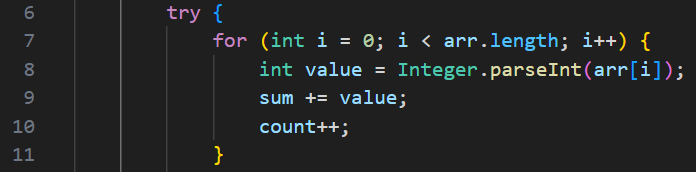 6 try {
7 for (int i = 0; i < arr.length; i++) {
8 int value = Integer.parseInt(arr[i]);
9 sum += value;
10 count++;
11 }